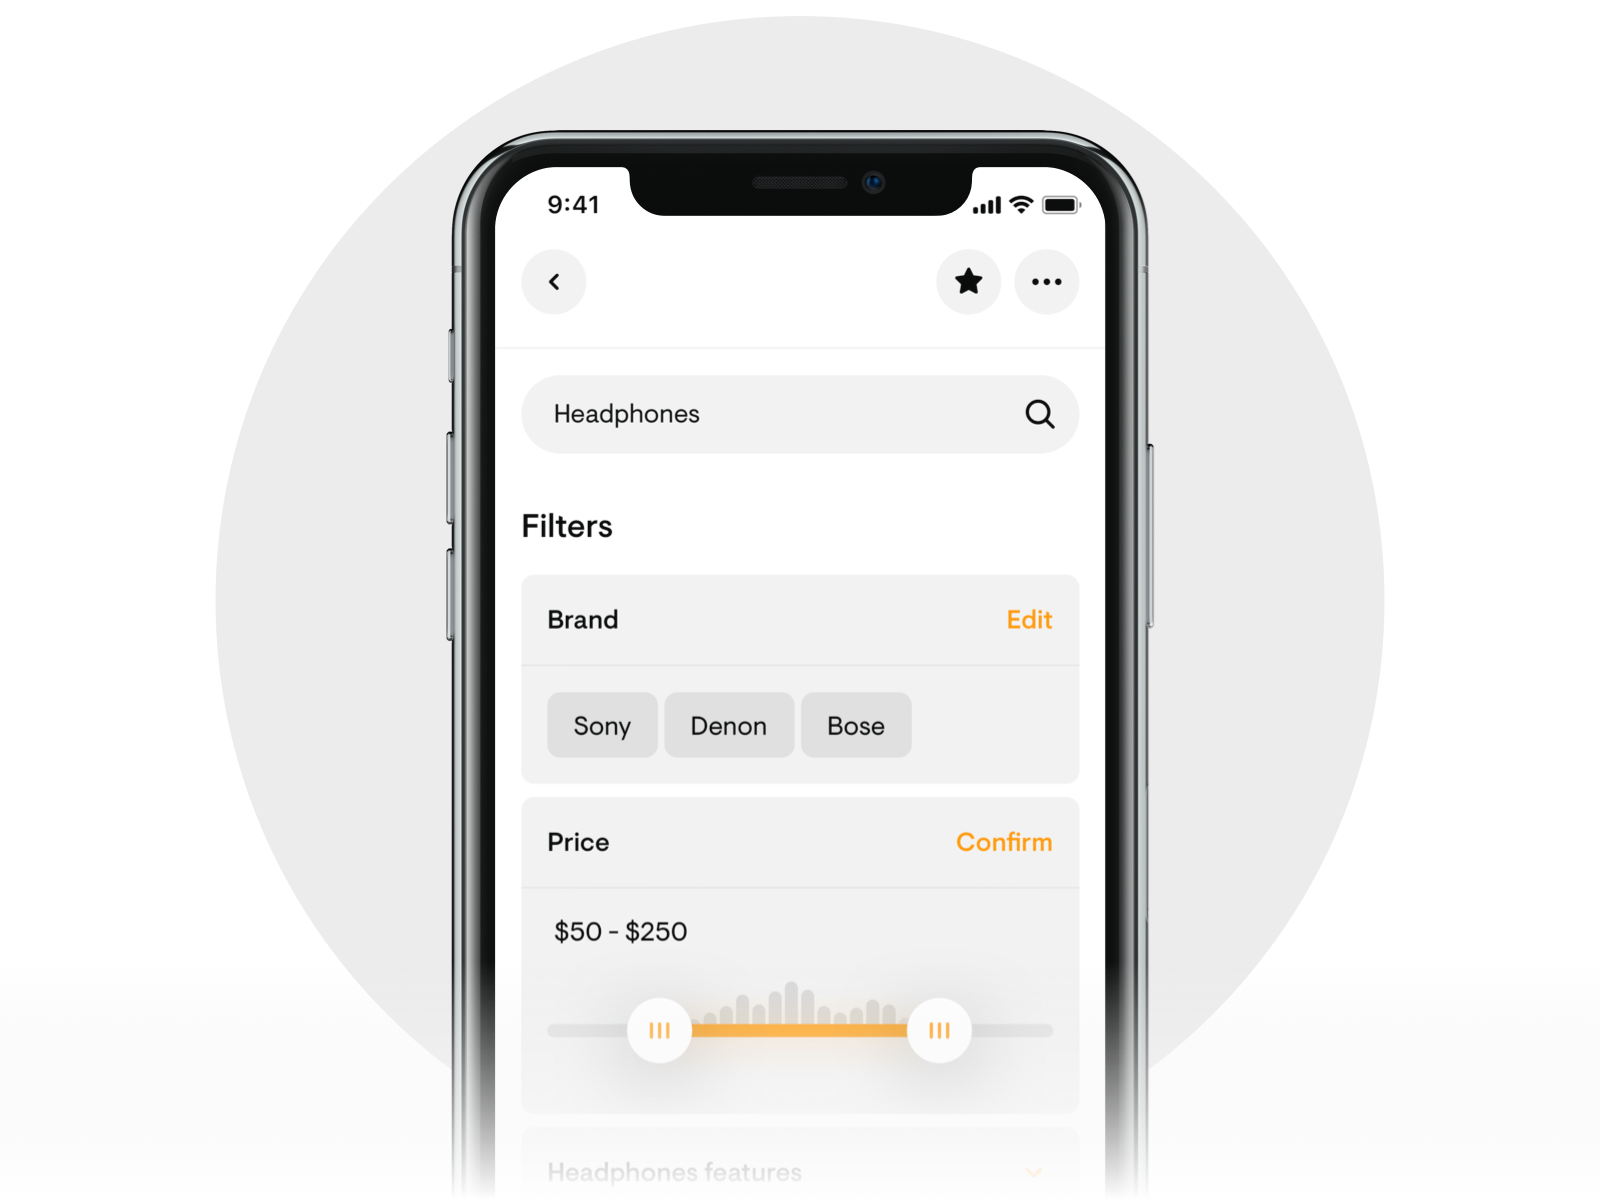 9:41
Headphones
Filters
Brand Edit
Sony Denon Bose
Price Confirm
$50 - $250
Headphones features